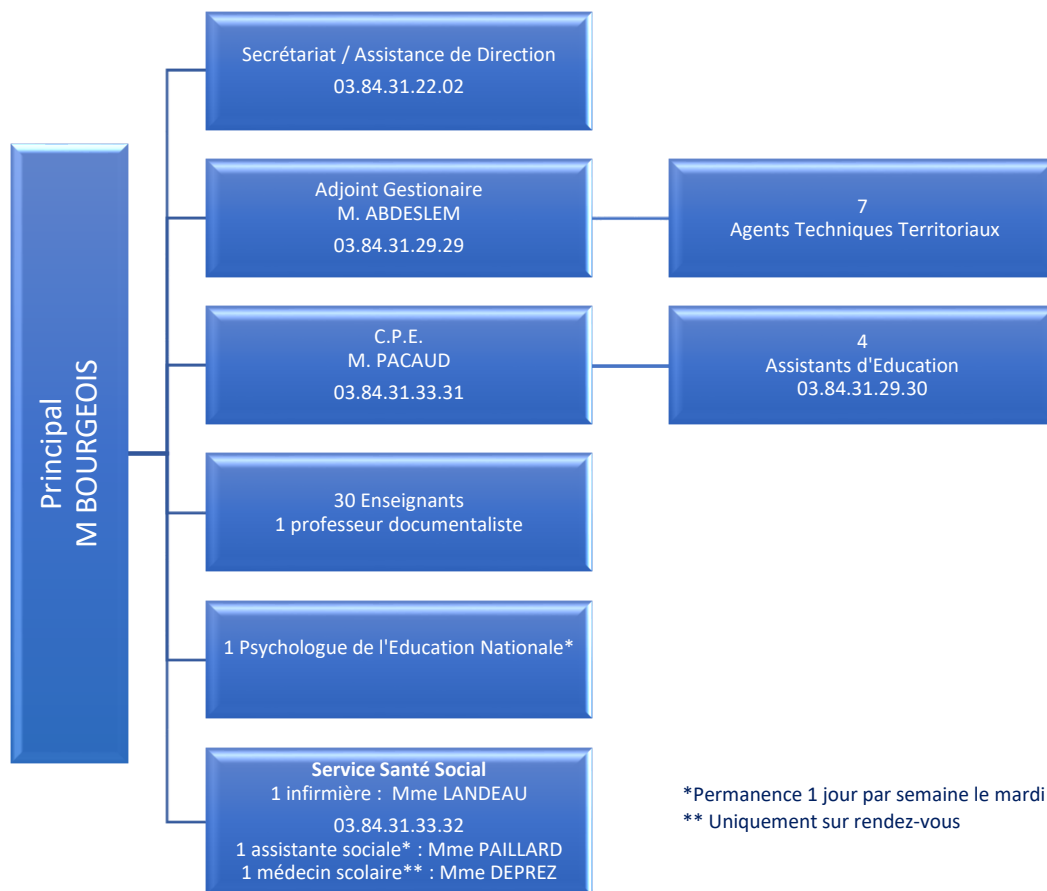 Principal
M BOURGEOIS
Secrétariat / Assistance de Direction
03.84.31.22.02
Adjoint Gestionaire
M. ABDESLEM
03.84.31.29.29
7
Agents Techniques Territoriaux
C.P.E.
M. PACAUD
03.84.31.33.31
4
Assistants d'Education
03.84.31.29.30
30 Enseignants
1 professeur documentaliste
1 Psychologue de l'Education Nationale*
Service Santé Social
1 infirmière : Mme LANDEAU
03.84.31.33.32
1 assistante sociale* : Mme PAILLARD
1 médecin scolaire** : Mme DEPREZ
*Permanence 1 jour par semaine le mardi
** Uniquement sur rendez-vous